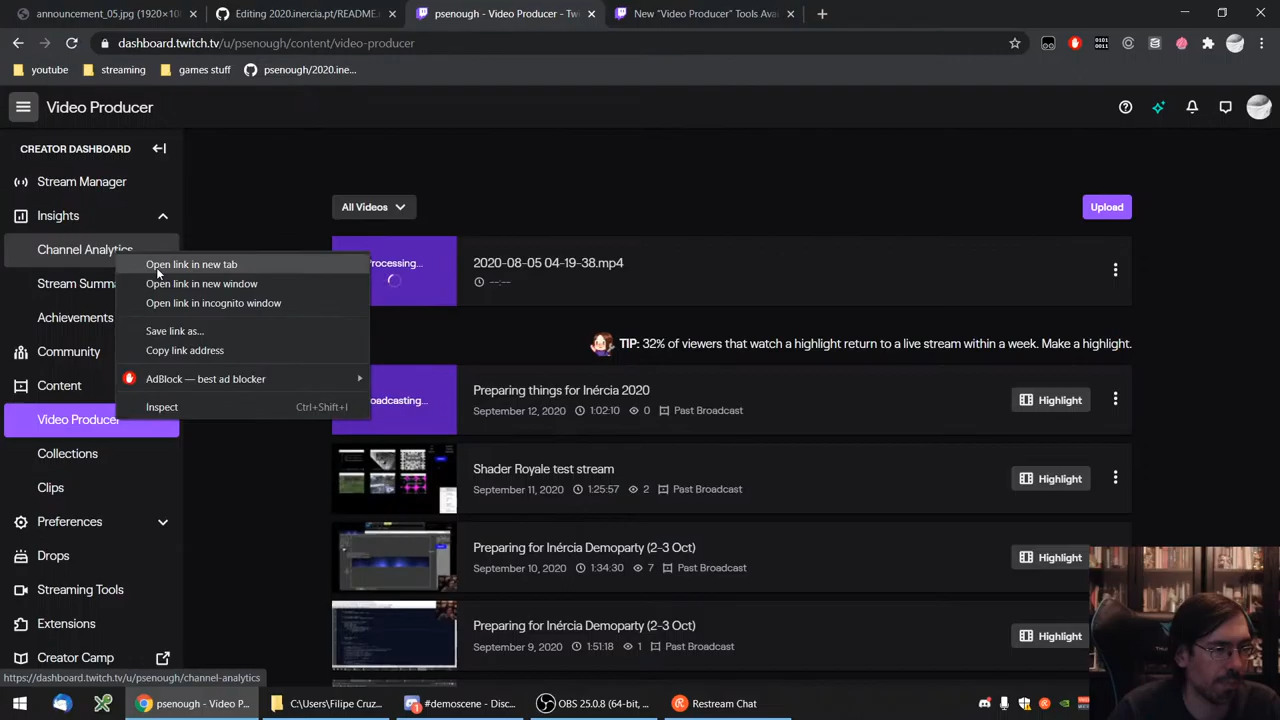 announcement_05.jpg (1920×105
Editing 2020.inercia.pt/README.
psenough - Video Producer - Twi
New “Video Producer” Tools Ava
dashboard.twitch.tv/u/psenough/content/video-producer
youtube
streaming
games stuff
psenough/2020.ine...
Video Producer
CREATOR DASHBOARD
Stream Manager
Insights
All Videos
Upload
Channel Analytics
Open link in new tab
rocessing...
2020-08-05 04-19-38.mp4
Stream Summa
Open link in new window
--:--
Open link in incognito window
Achievements
Save link as...
TIP: 32% of viewers that watch a highlight return to a live stream within a week. Make a highlight.
Community
Copy link address
Content
AdBlock — best ad blocker
Preparing things for Inércia 2020
oadcasting...
September 12, 2020 1:02:10 0 Past Broadcast
Highlight
Inspect Ctrl+Shift+I
Video Producer
Collections
Shader Royale test stream
September 11, 2020 1:25:57 2 Past Broadcast
Highlight
Clips
Preferences
Preparing for Inércia Demoparty (2-3 Oct)
September 10, 2020 1:34:30 7 Past Broadcast
Highlight
Drops
Streaming Tools
Extensions
Preparing for Inércia Demoparty (2-3 Oct)
September 9, 2020 1:51:18 1 Past Broadcast
Highlight
Creator Camp
https://dashboard.twitch.tv/u/psenough/channel-analytics
psenough - Video P...
C:\Users\Filipe Cruz...
#demoscene - Disc...
OBS 25.0.8 (64-bit, ...
Restream Chat